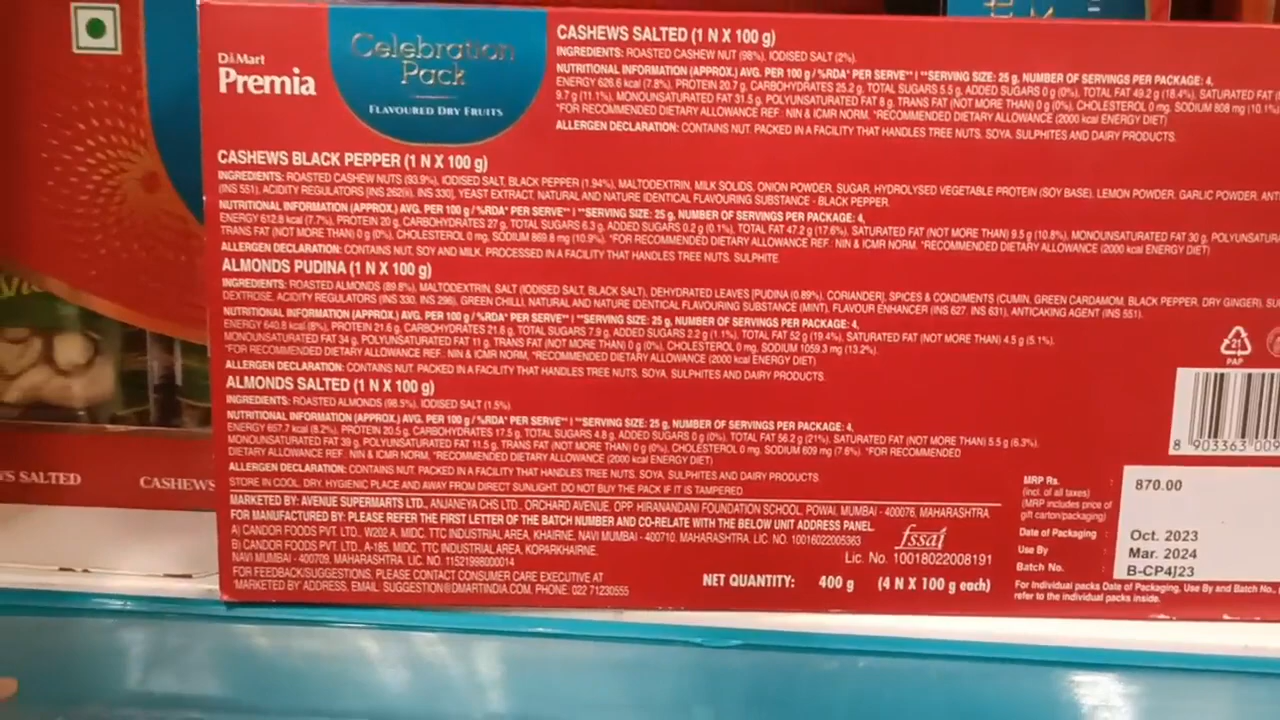 DMart
Premia
Celebration
Pack
FLAVOURED DRY FRUITS
CASHEWS SALTED (1 N X 100 g)
INGREDIENTS: ROASTED CASHEW NUT (98%), IODISED SALT (2%).
NUTRITIONAL INFORMATION (APPROX.) AVG. PER 100 g / %RDA* PER SERVE** | **SERVING SIZE: 25 g, NUMBER OF SERVINGS PER PACKAGE: 4,
ENERGY 626.6 kcal (7.8%), PROTEIN 20.7 g, CARBOHYDRATES 25.2 g, TOTAL SUGARS 5.5 g, ADDED SUGARS 0 g (0%), TOTAL FAT 49.2 g (18.4%), SATURATED FAT
9.7 g (11.1%), MONOUNSATURATED FAT 31.5 g, POLYUNSATURATED FAT 8 g, TRANS FAT (NOT MORE THAN) 0 g (0%), CHOLESTEROL 0 mg, SODIUM 808 mg (10.1%)
*FOR RECOMMENDED DIETARY ALLOWANCE REF.: NIN & ICMR NORM, *RECOMMENDED DIETARY ALLOWANCE (2000 kcal ENERGY DIET)
ALLERGEN DECLARATION: CONTAINS NUT. PACKED IN A FACILITY THAT HANDLES TREE NUTS, SOYA, SULPHITES AND DAIRY PRODUCTS.
CASHEWS BLACK PEPPER (1 N X 100 g)
INGREDIENTS: ROASTED CASHEW NUTS (93.9%), IODISED SALT, BLACK PEPPER (1.94%), MALTODEXTRIN, MILK SOLIDS, ONION POWDER, SUGAR, HYDROLYSED VEGETABLE PROTEIN (SOY BASE), LEMON POWDER, GARLIC POWDER,
(INS 551), ACIDITY REGULATORS [INS 262(ii), INS 330], YEAST EXTRACT, NATURAL AND NATURE IDENTICAL FLAVOURING SUBSTANCE - BLACK PEPPER.
NUTRITIONAL INFORMATION (APPROX.) AVG. PER 100 g / %RDA* PER SERVE** | **SERVING SIZE: 25 g, NUMBER OF SERVINGS PER PACKAGE: 4,
ENERGY 612.8 kcal (7.7%), PROTEIN 20 g, CARBOHYDRATES 27 g, TOTAL SUGARS 6.3 g, ADDED SUGARS 0.2 g (0.1%), TOTAL FAT 47.2 g (17.6%), SATURATED FAT (NOT MORE THAN) 9.5 g (10.8%), MONOUNSATURATED FAT 30 g,
TRANS FAT (NOT MORE THAN) 0 g (0%), CHOLESTEROL 0 mg, SODIUM 869.8 mg (10.9%). *FOR RECOMMENDED DIETARY ALLOWANCE REF.: NIN & ICMR NORM, *RECOMMENDED DIETARY ALLOWANCE (2000 kcal ENERGY DIET)
ALLERGEN DECLARATION: CONTAINS NUT, SOY AND MILK. PROCESSED IN A FACILITY THAT HANDLES TREE NUTS, SULPHITE.
ALMONDS PUDINA (1 N X 100 g)
INGREDIENTS: ROASTED ALMONDS (89.8%), MALTODEXTRIN, SALT (IODISED SALT, BLACK SALT), DEHYDRATED LEAVES [PUDINA (0.89%), CORIANDER], SPICES & CONDIMENTS (CUMIN, GREEN CARDAMOM, BLACK PEPPER, DRY GINGER),
DEXTROSE, ACIDITY REGULATORS (INS 330, INS 296), GREEN CHILLI, NATURAL AND NATURE IDENTICAL FLAVOURING SUBSTANCE (MINT), FLAVOUR ENHANCER (INS 627, INS 631), ANTICAKING AGENT (INS 551).
NUTRITIONAL INFORMATION (APPROX.) AVG. PER 100 g / %RDA* PER SERVE** | **SERVING SIZE: 25 g, NUMBER OF SERVINGS PER PACKAGE: 4,
ENERGY 640.8 kcal (8%), PROTEIN 21.6 g, CARBOHYDRATES 21.6 g, TOTAL SUGARS 7.9 g, ADDED SUGARS 2.2 g (1.1%), TOTAL FAT 52 g (19.4%), SATURATED FAT (NOT MORE THAN) 4.5 g (5.1%),
MONOUNSATURATED FAT 34 g, POLYUNSATURATED FAT 11 g, TRANS FAT (NOT MORE THAN) 0 g (0%), CHOLESTEROL 0 mg, SODIUM 1059.3 mg (13.2%).
*FOR RECOMMENDED DIETARY ALLOWANCE REF.: NIN & ICMR NORM, *RECOMMENDED DIETARY ALLOWANCE (2000 kcal ENERGY DIET)
ALLERGEN DECLARATION: CONTAINS NUT. PACKED IN A FACILITY THAT HANDLES TREE NUTS, SOYA, SULPHITES AND DAIRY PRODUCTS.
ALMONDS SALTED (1 N X 100 g)
INGREDIENTS: ROASTED ALMONDS (98.5%), IODISED SALT (1.5%)
NUTRITIONAL INFORMATION (APPROX.) AVG. PER 100 g / %RDA* PER SERVE** | **SERVING SIZE: 25 g, NUMBER OF SERVINGS PER PACKAGE: 4,
ENERGY 657.7 kcal (8.2%), PROTEIN 20.5 g, CARBOHYDRATES 17.5 g, TOTAL SUGARS 4.8 g, ADDED SUGARS 0 g (0%), TOTAL FAT 56.2 g (21%), SATURATED FAT (NOT MORE THAN) 5.5 g (6.3%),
MONOUNSATURATED FAT 39 g, POLYUNSATURATED FAT 11.5 g, TRANS FAT (NOT MORE THAN) 0 g (0%), CHOLESTEROL 0 mg, SODIUM 609 mg (7.6%). *FOR RECOMMENDED
DIETARY ALLOWANCE REF.: NIN & ICMR NORM, *RECOMMENDED DIETARY ALLOWANCE (2000 kcal ENERGY DIET)
ALLERGEN DECLARATION: CONTAINS NUT. PACKED IN A FACILITY THAT HANDLES TREE NUTS, SOYA, SULPHITES AND DAIRY PRODUCTS
STORE IN COOL, DRY, HYGIENIC PLACE AND AWAY FROM DIRECT SUNLIGHT. DO NOT BUY THE PACK IF IT IS TAMPERED
MARKETED BY: AVENUE SUPERMARTS LTD., ANJANEYA CHS LTD., ORCHARD AVENUE, OPP. HIRANANDANI FOUNDATION SCHOOL, POWAI, MUMBAI - 400076, MAHARASHTRA
FOR MANUFACTURED BY: PLEASE REFER THE FIRST LETTER OF THE BATCH NUMBER AND CO-RELATE WITH THE BELOW UNIT ADDRESS PANEL
A) CANDOR FOODS PVT. LTD., W202 A, MIDC, TTC INDUSTRIAL AREA, KHAIRNE, NAVI MUMBAI - 400710, MAHARASHTRA. LIC. NO. 10016022005363
B) CANDOR FOODS PVT. LTD., A-185, MIDC, TTC INDUSTRIAL AREA, KOPARKHAIRNE,
NAVI MUMBAI - 400709, MAHARASHTRA. LIC. NO. 11521998000014
FOR FEEDBACK/SUGGESTIONS, PLEASE CONTACT CONSUMER CARE EXECUTIVE AT
'MARKETED BY' ADDRESS, EMAIL: SUGGESTION@DMARTINDIA.COM, PHONE: 022 71230555
fssai
Lic. No. 10018022008191
NET QUANTITY: 400 g (4 N X 100 g each)
21
PAP
8 903363 009
MRP Rs. : 870.00
(incl. of all taxes)
(MRP includes price of
gift carton/packaging)
Date of Packaging : Oct. 2023
Use By : Mar. 2024
Batch No. : B-CP4J23
For Individual packs Date of Packaging, Use By and Batch No.,
refer to the individual packs inside.
SALTED
CASHEWS